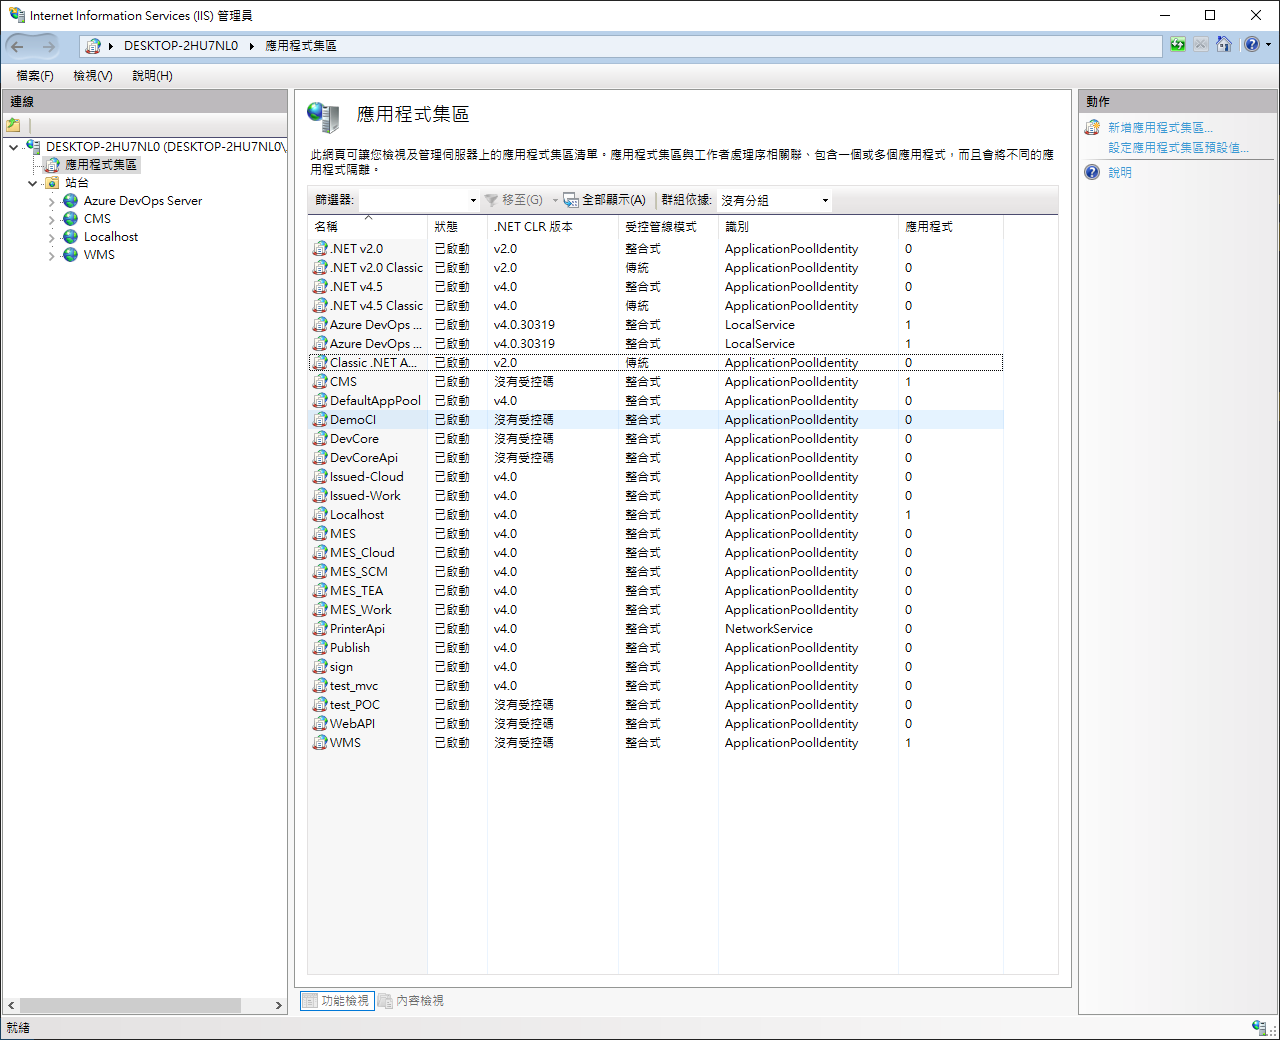 Internet Information Services (IIS) 管理員
DESKTOP-2HU7NL0 應用程式集區
檔案(F) 檢視(V) 說明(H)
連線
DESKTOP-2HU7NL0 (DESKTOP-2HU7NL0\
應用程式集區
站台
Azure DevOps Server
CMS
Localhost
WMS
應用程式集區
此網頁可讓您檢視及管理伺服器上的應用程式集區清單。應用程式集區與工作者處理序相關聯、包含一個或多個應用程式，而且會將不同的應
用程式隔離。
篩選器: 移至(G) 全部顯示(A) 群組依據: 沒有分組
名稱 狀態 .NET CLR 版本 受控管線模式 識別 應用程式
.NET v2.0 已啟動 v2.0 整合式 ApplicationPoolIdentity 0
.NET v2.0 Classic 已啟動 v2.0 傳統 ApplicationPoolIdentity 0
.NET v4.5 已啟動 v4.0 整合式 ApplicationPoolIdentity 0
.NET v4.5 Classic 已啟動 v4.0 傳統 ApplicationPoolIdentity 0
Azure DevOps ... 已啟動 v4.0.30319 整合式 LocalService 1
Azure DevOps ... 已啟動 v4.0.30319 整合式 LocalService 1
Classic .NET A... 已啟動 v2.0 傳統 ApplicationPoolIdentity 0
CMS 已啟動 沒有受控碼 整合式 ApplicationPoolIdentity 1
DefaultAppPool 已啟動 v4.0 整合式 ApplicationPoolIdentity 0
DemoCI 已啟動 沒有受控碼 整合式 ApplicationPoolIdentity 0
DevCore 已啟動 沒有受控碼 整合式 ApplicationPoolIdentity 0
DevCoreApi 已啟動 沒有受控碼 整合式 ApplicationPoolIdentity 0
Issued-Cloud 已啟動 v4.0 整合式 ApplicationPoolIdentity 0
Issued-Work 已啟動 v4.0 整合式 ApplicationPoolIdentity 0
Localhost 已啟動 v4.0 整合式 ApplicationPoolIdentity 1
MES 已啟動 v4.0 整合式 ApplicationPoolIdentity 0
MES_Cloud 已啟動 v4.0 整合式 ApplicationPoolIdentity 0
MES_SCM 已啟動 v4.0 整合式 ApplicationPoolIdentity 0
MES_TEA 已啟動 v4.0 整合式 ApplicationPoolIdentity 0
MES_Work 已啟動 v4.0 整合式 ApplicationPoolIdentity 0
PrinterApi 已啟動 v4.0 整合式 NetworkService 0
Publish 已啟動 v4.0 整合式 ApplicationPoolIdentity 0
sign 已啟動 v4.0 整合式 ApplicationPoolIdentity 0
test_mvc 已啟動 v4.0 整合式 ApplicationPoolIdentity 0
test_POC 已啟動 沒有受控碼 整合式 ApplicationPoolIdentity 0
WebAPI 已啟動 沒有受控碼 整合式 ApplicationPoolIdentity 0
WMS 已啟動 沒有受控碼 整合式 ApplicationPoolIdentity 1
功能檢視 內容檢視
動作
新增應用程式集區...
設定應用程式集區預設值...
說明
就緒